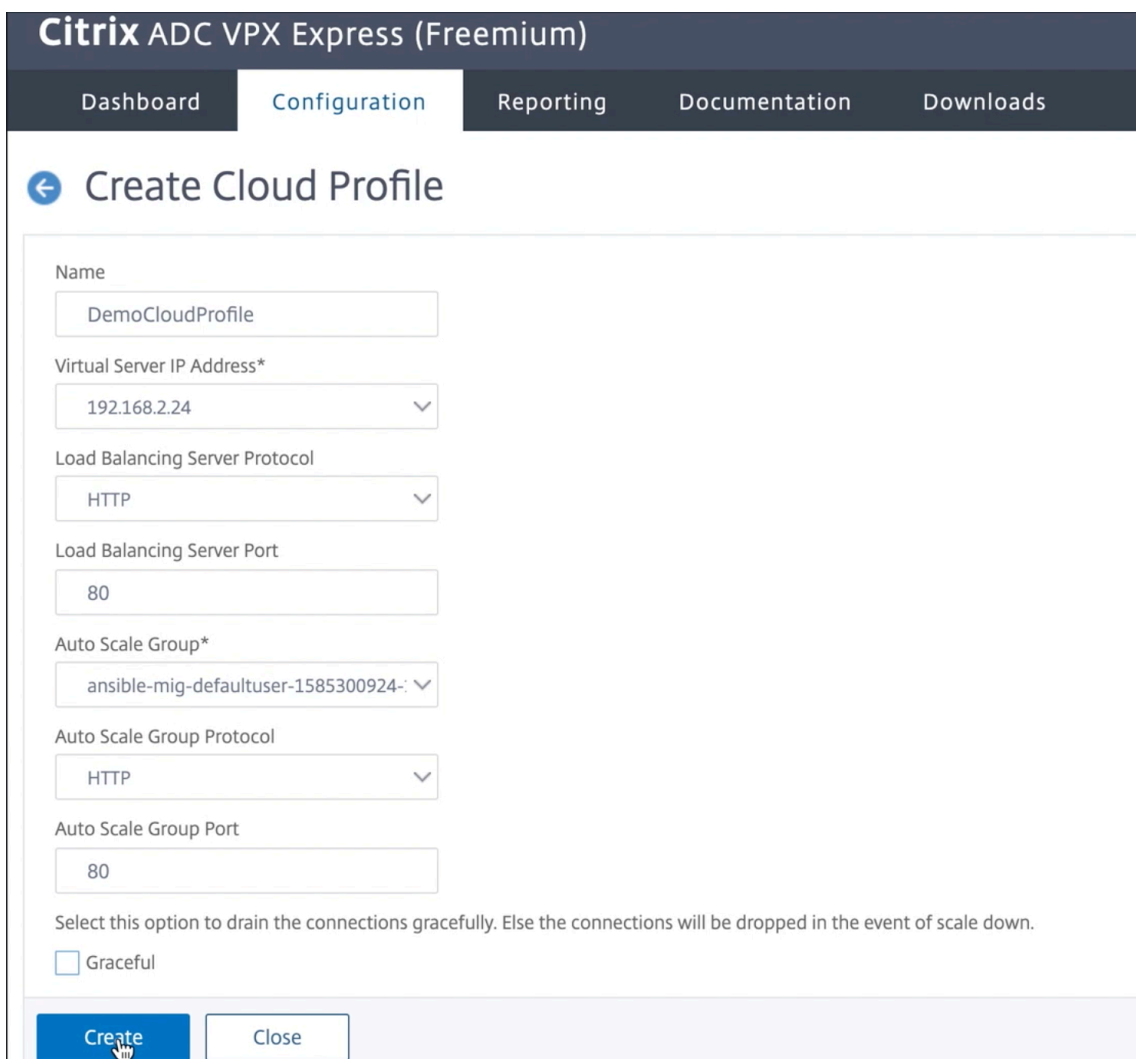 Citrix ADC VPX Express (Freemium)
Dashboard Configuration Reporting Documentation Downloads
Create Cloud Profile
Name
DemoCloudProfile
Virtual Server IP Address*
192.168.2.24
Load Balancing Server Protocol
HTTP
Load Balancing Server Port
80
Auto Scale Group*
ansible-mig-defaultuser-1585300924-
Auto Scale Group Protocol
HTTP
Auto Scale Group Port
80
Select this option to drain the connections gracefully. Else the connections will be dropped in the event of scale down.
Graceful
Create Close